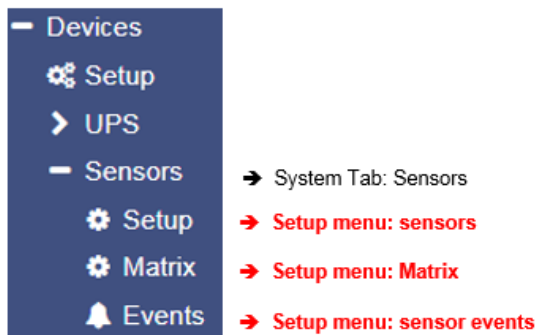 Devices
Setup
UPS
Sensors ➔ System Tab: Sensors
Setup ➔ Setup menu: sensors
Matrix ➔ Setup menu: Matrix
Events ➔ Setup menu: sensor events